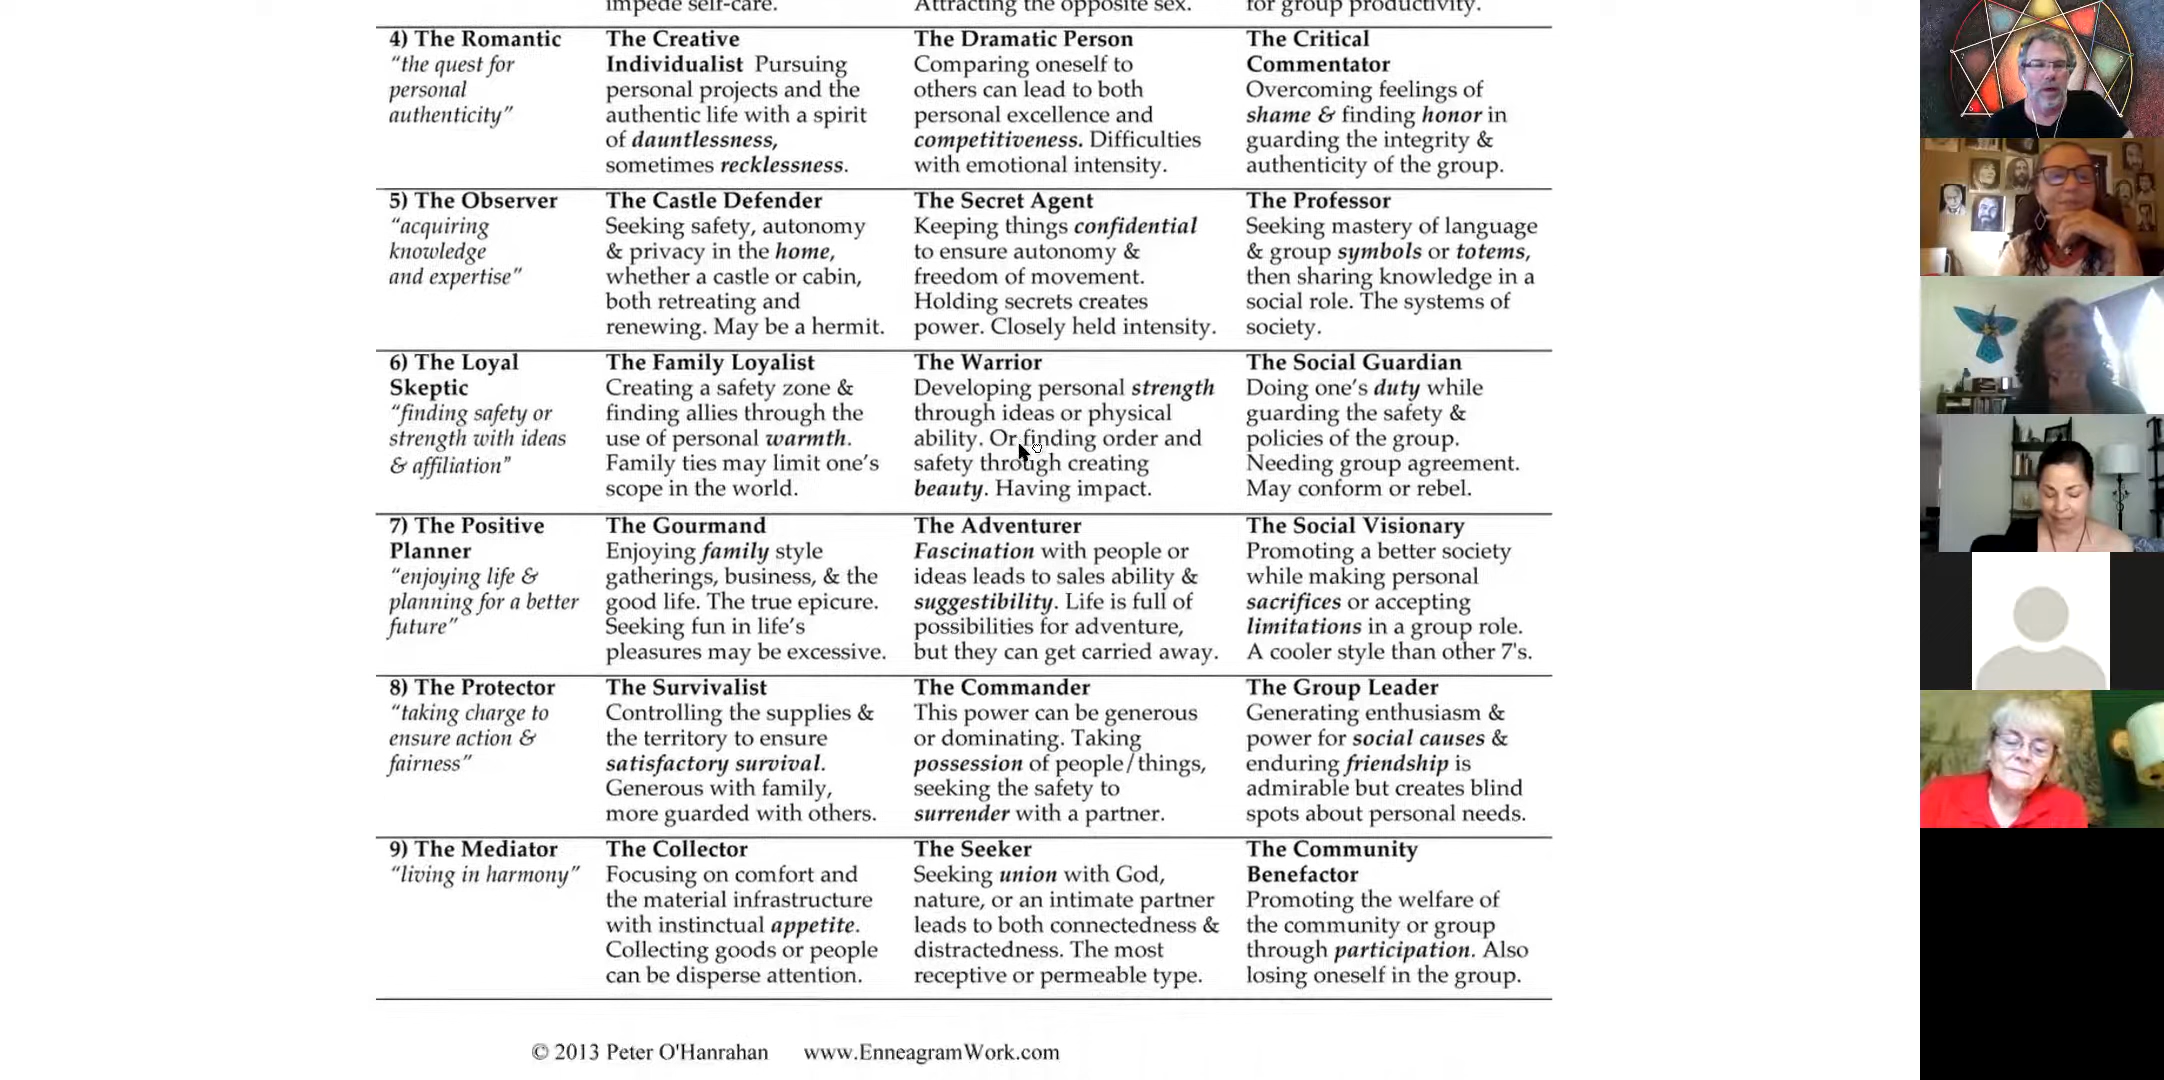 impede self-care.
Attracting the opposite sex.
for group productivity.
4) The Romantic
"the quest for
personal
authenticity"
The Creative
Individualist Pursuing
personal projects and the
authentic life with a spirit
of dauntlessness,
sometimes recklessness.
The Dramatic Person
Comparing oneself to
others can lead to both
personal excellence and
competitiveness. Difficulties
with emotional intensity.
The Critical
Commentator
Overcoming feelings of
shame & finding honor in
guarding the integrity &
authenticity of the group.
5) The Observer
"acquiring
knowledge
and expertise"
The Castle Defender
Seeking safety, autonomy
& privacy in the home,
whether a castle or cabin,
both retreating and
renewing. May be a hermit.
The Secret Agent
Keeping things confidential
to ensure autonomy &
freedom of movement.
Holding secrets creates
power. Closely held intensity.
The Professor
Seeking mastery of language
& group symbols or totems,
then sharing knowledge in a
social role. The systems of
society.
6) The Loyal
Skeptic
"finding safety or
strength with ideas
& affiliation"
The Family Loyalist
Creating a safety zone &
finding allies through the
use of personal warmth.
Family ties may limit one's
scope in the world.
The Warrior
Developing personal strength
through ideas or physical
ability. Or finding order and
safety through creating
beauty. Having impact.
The Social Guardian
Doing one's duty while
guarding the safety &
policies of the group.
Needing group agreement.
May conform or rebel.
7) The Positive
Planner
"enjoying life &
planning for a better
future"
The Gourmand
Enjoying family style
gatherings, business, & the
good life. The true epicure.
Seeking fun in life's
pleasures may be excessive.
The Adventurer
Fascination with people or
ideas leads to sales ability &
suggestibility. Life is full of
possibilities for adventure,
but they can get carried away.
The Social Visionary
Promoting a better society
while making personal
sacrifices or accepting
limitations in a group role.
A cooler style than other 7's.
8) The Protector
"taking charge to
ensure action &
fairness"
The Survivalist
Controlling the supplies &
the territory to ensure
satisfactory survival.
Generous with family,
more guarded with others.
The Commander
This power can be generous
or dominating. Taking
possession of people/things,
seeking the safety to
surrender with a partner.
The Group Leader
Generating enthusiasm &
power for social causes &
enduring friendship is
admirable but creates blind
spots about personal needs.
9) The Mediator
"living in harmony"
The Collector
Focusing on comfort and
the material infrastructure
with instinctual appetite.
Collecting goods or people
can be disperse attention.
The Seeker
Seeking union with God,
nature, or an intimate partner
leads to both connectedness &
distractedness. The most
receptive or permeable type.
The Community
Benefactor
Promoting the welfare of
the community or group
through participation. Also
losing oneself in the group.
© 2013 Peter O'Hanrahan www.EnneagramWork.com